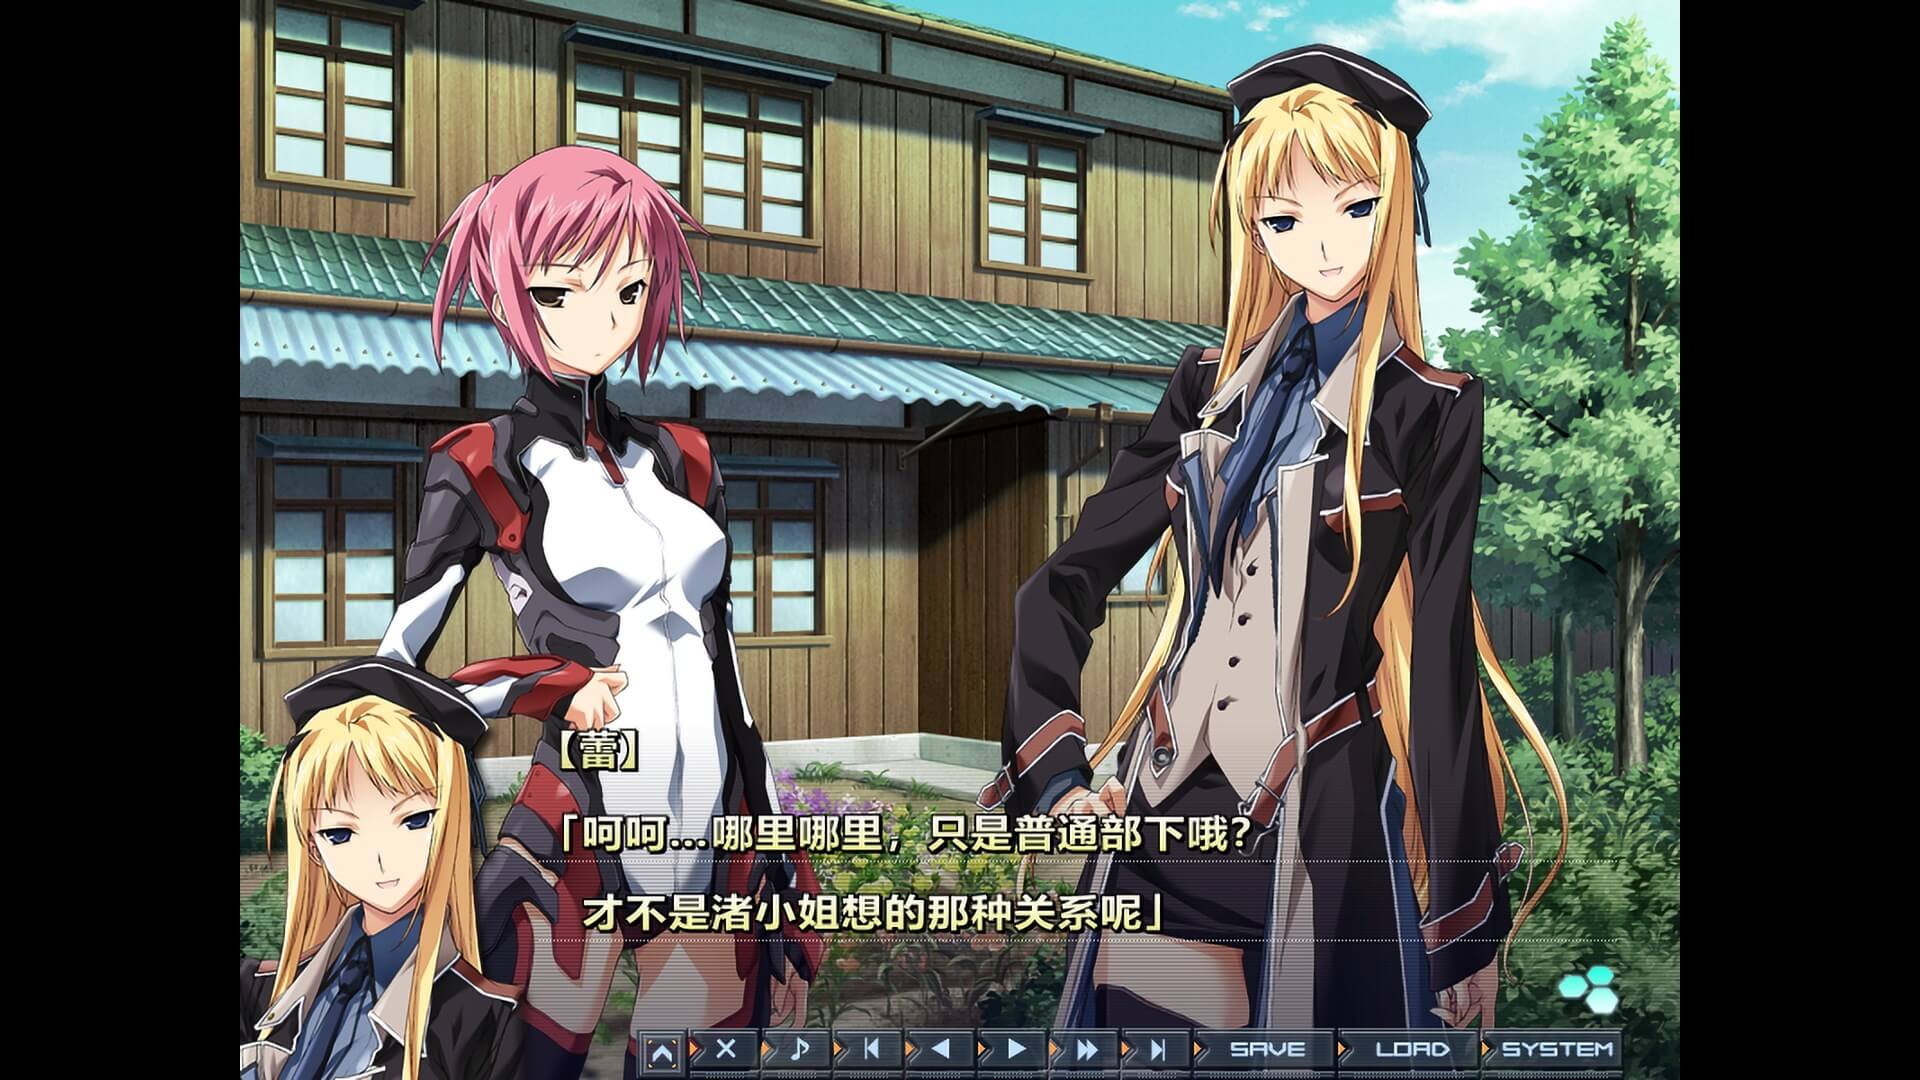 【蕾】
「呵呵…哪里哪里，只是普通部下哦？
才不是渚小姐想的那种关系呢」
SAVE
LOAD
SYSTEM